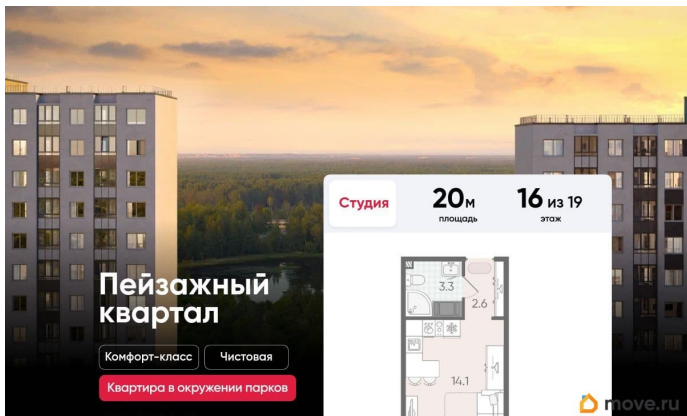 Студия
20м
площадь
16 из 19
этаж
3.3
2.6
14.1
Пейзажный
квартал
Комфорт-класс
Чистовая
Квартира в окружении парков
move.ru